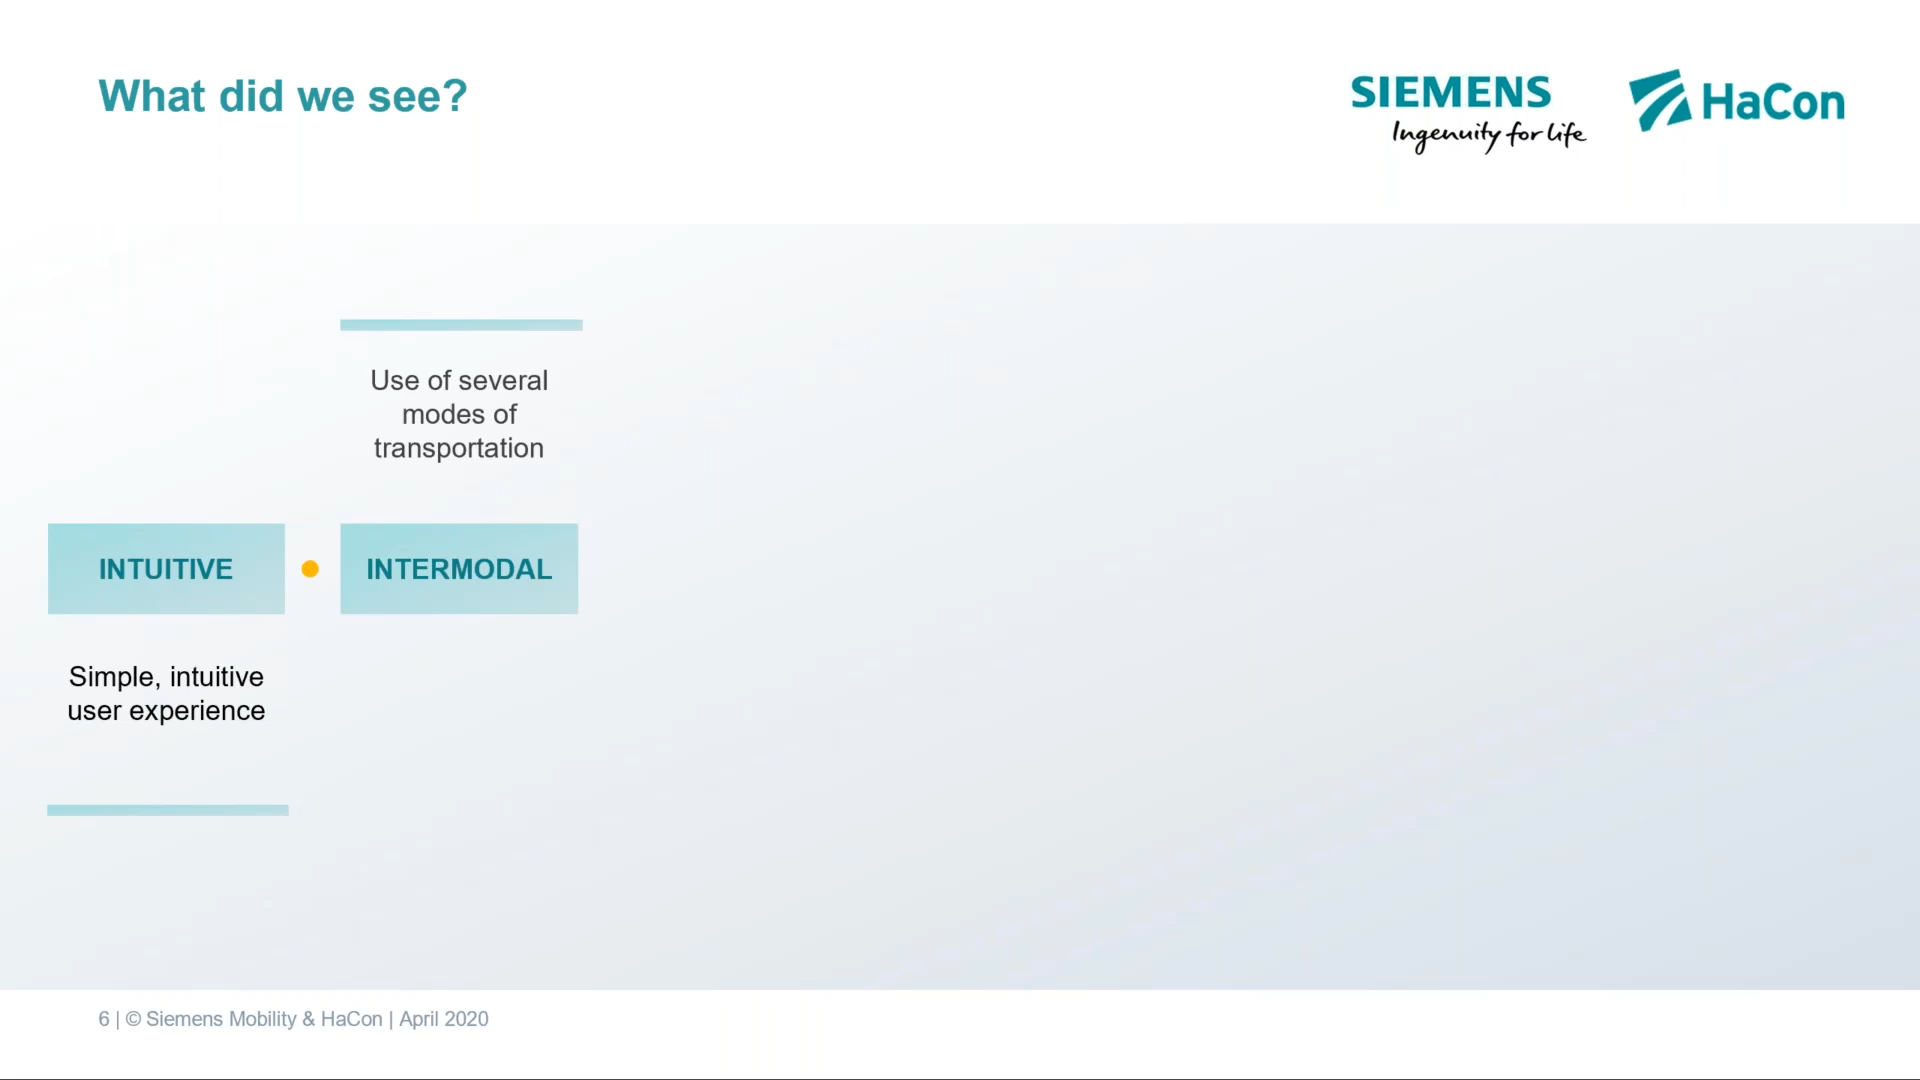 What did we see?
SIEMENS
Ingenuity for life
HaCon
Use of several
modes of
transportation
INTUITIVE
INTERMODAL
Simple, intuitive
user experience
6 | © Siemens Mobility & HaCon | April 2020